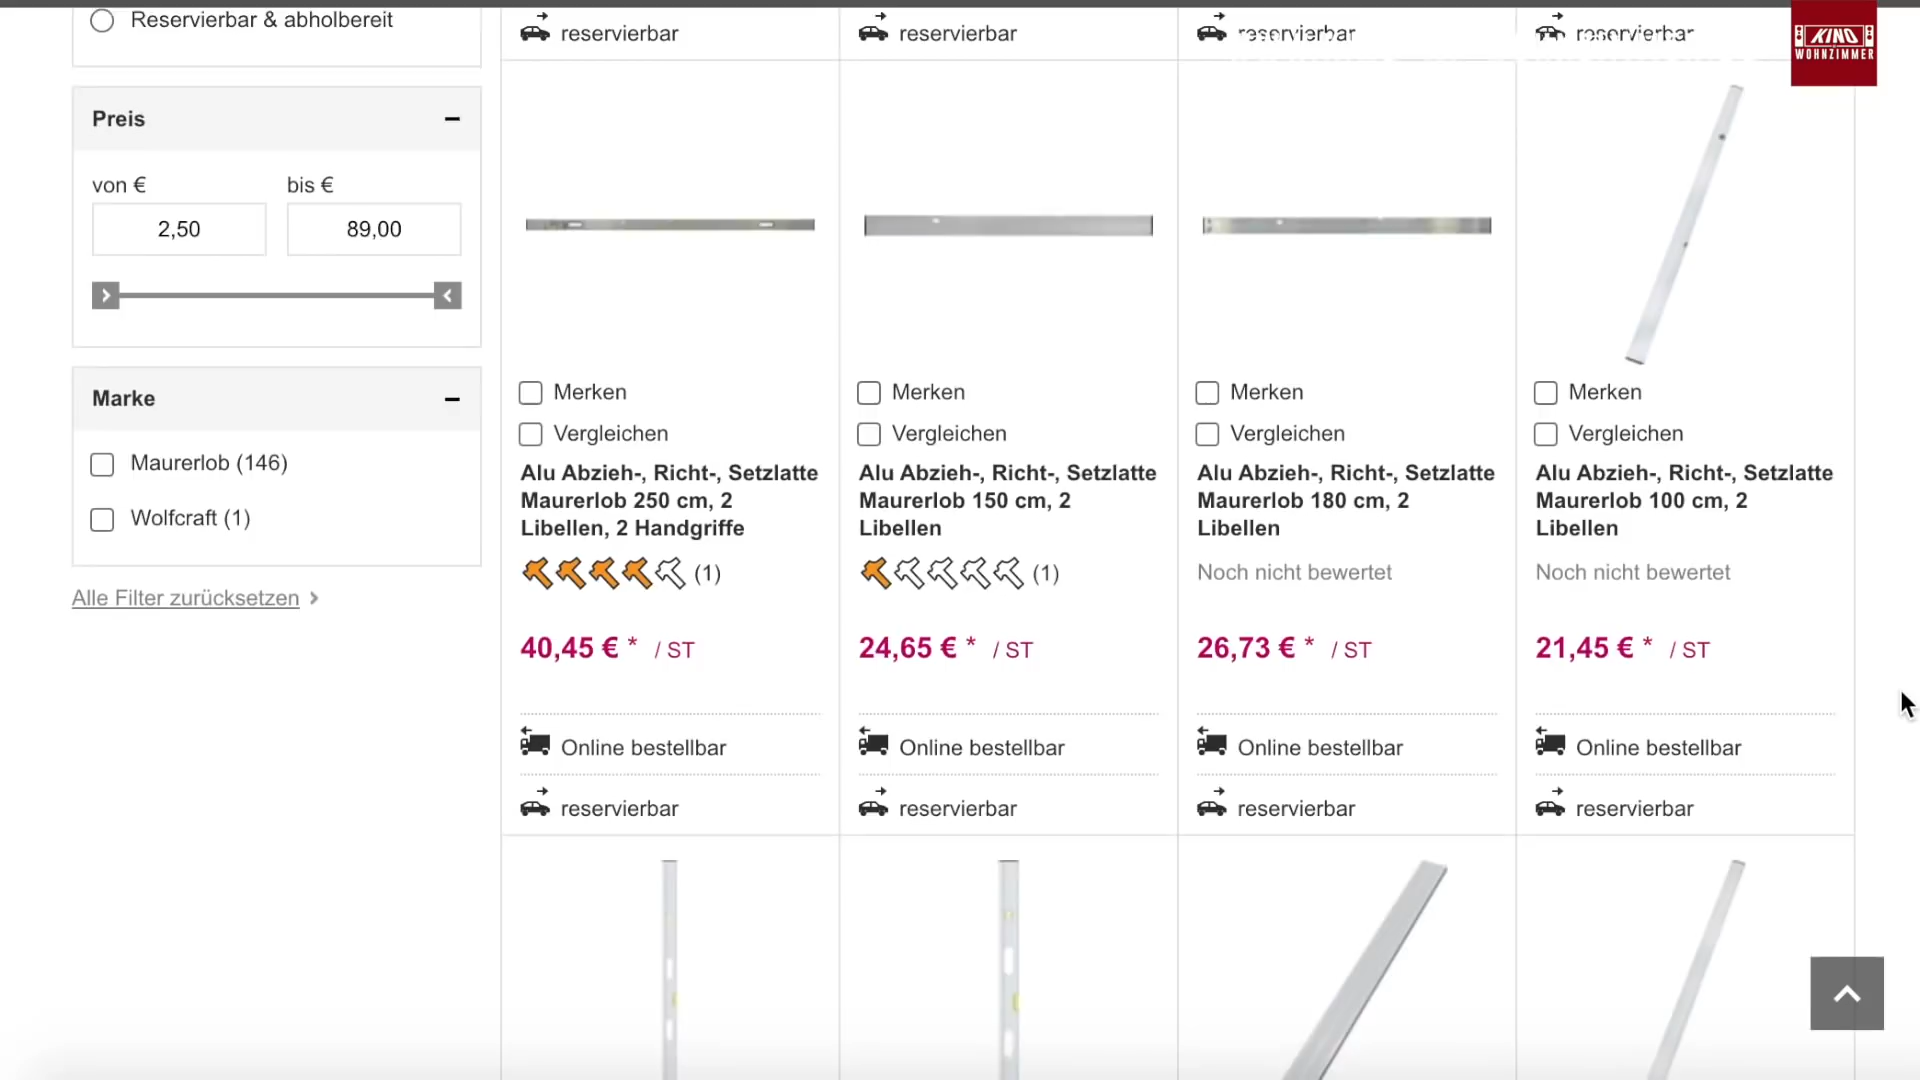 Reservierbar & abholbereit
Preis
von €
bis €
2,50
89,00
Marke
Maurerlob (146)
Wolfcraft (1)
Alle Filter zurücksetzen
reservierbar
reservierbar
reservierbar
reservierbar
KINO
WOHNZIMMER
Merken
Vergleichen
Alu Abzieh-, Richt-, Setzlatte
Maurerlob 250 cm, 2
Libellen, 2 Handgriffe
(1)
40,45 € * / ST
Online bestellbar
reservierbar
Merken
Vergleichen
Alu Abzieh-, Richt-, Setzlatte
Maurerlob 150 cm, 2
Libellen
(1)
24,65 € * / ST
Online bestellbar
reservierbar
Merken
Vergleichen
Alu Abzieh-, Richt-, Setzlatte
Maurerlob 180 cm, 2
Libellen
Noch nicht bewertet
26,73 € * / ST
Online bestellbar
reservierbar
Merken
Vergleichen
Alu Abzieh-, Richt-, Setzlatte
Maurerlob 100 cm, 2
Libellen
Noch nicht bewertet
21,45 € * / ST
Online bestellbar
reservierbar